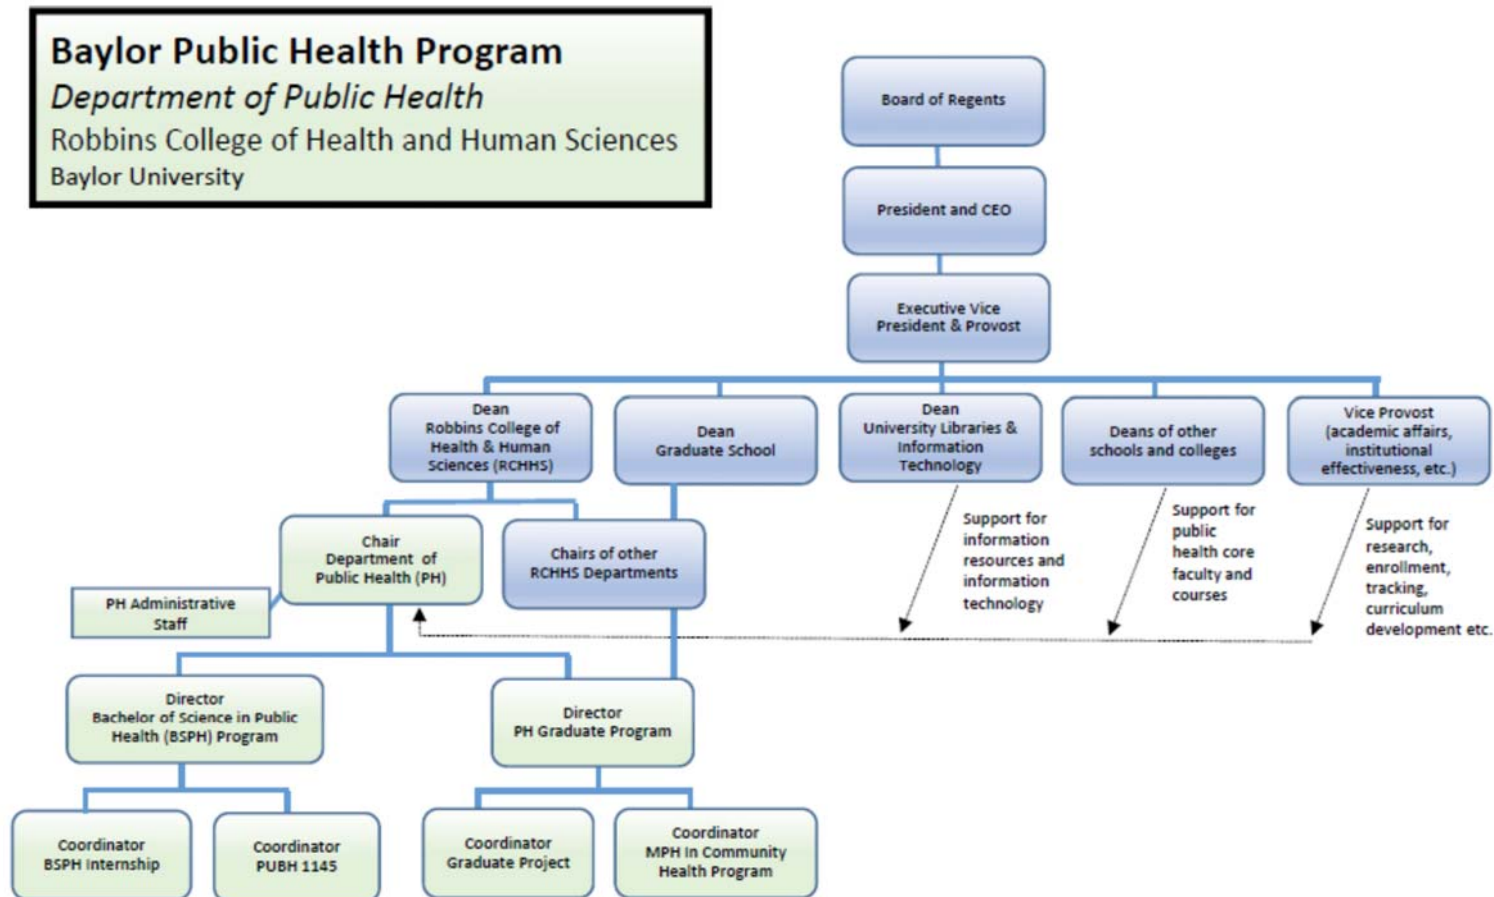 Baylor Public Health Program
Department of Public Health
Robbins College of Health and Human Sciences
Baylor University
Board of Regents
President and CEO
Executive Vice
President & Provost
Dean
Robbins College of
Health & Human
Sciences (RCHHS)
Dean
Graduate School
Dean
University Libraries &
Information
Technology
Deans of other
schools and colleges
Vice Provost
(academic affairs,
institutional
effectiveness, etc.)
Chair
Department of
Public Health (PH)
Chairs of other
RCHHS Departments
Support for
information
resources and
information
technology
Support for
public
health core
faculty and
courses
Support for
research,
enrollment,
tracking,
curriculum
development etc.
PH Administrative
Staff
Director
Bachelor of Science in Public
Health (BSPH) Program
Director
PH Graduate Program
Coordinator
BSPH Internship
Coordinator
PUBH 1145
Coordinator
Graduate Project
Coordinator
MPH In Community
Health Program